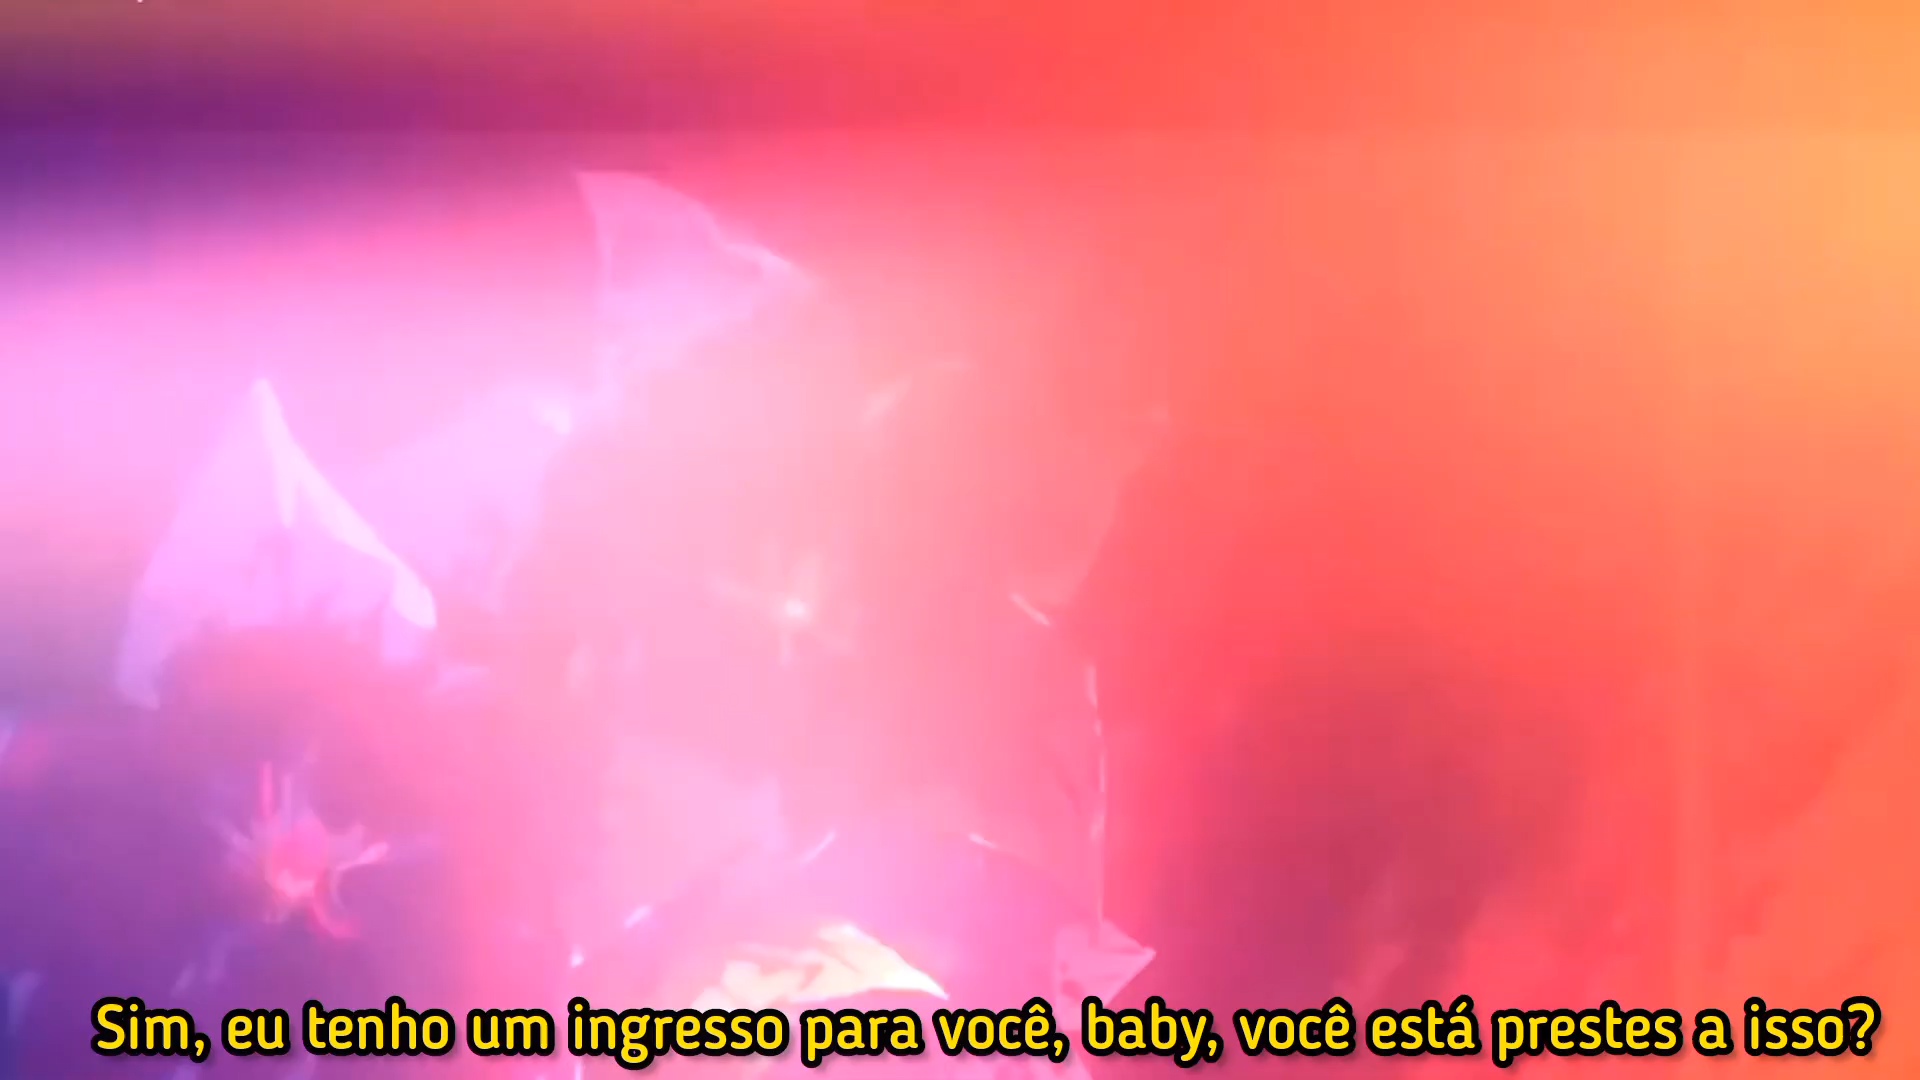 Sim, eu tenho um ingresso para você, baby, você está prestes a isso?